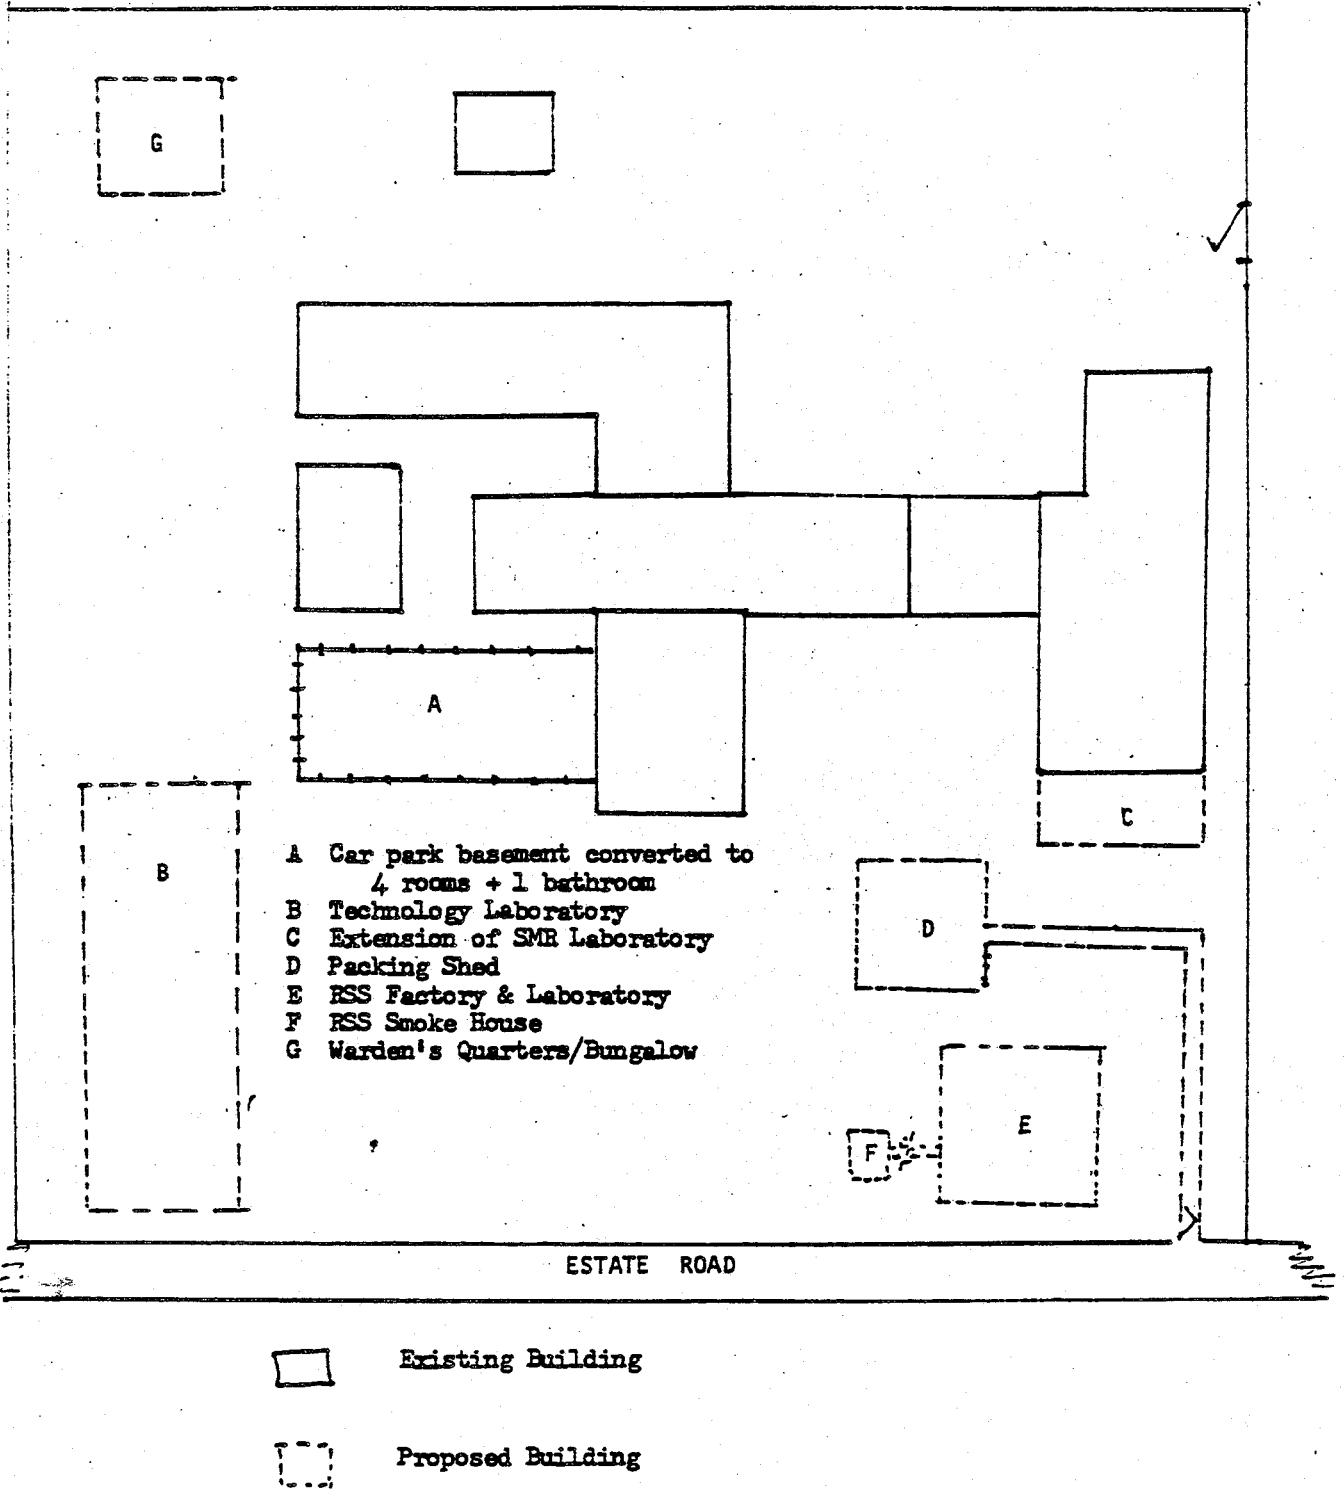 G
A
C
B
A Car park basement converted to
4 rooms + 1 bathroom
B Technology Laboratory
C Extension of SMR Laboratory
D Packing Shed
E RSS Factory & Laboratory
F RSS Smoke House
G Warden's Quarters/Bungalow
D
E
F
ESTATE ROAD
Existing Building
Proposed Building